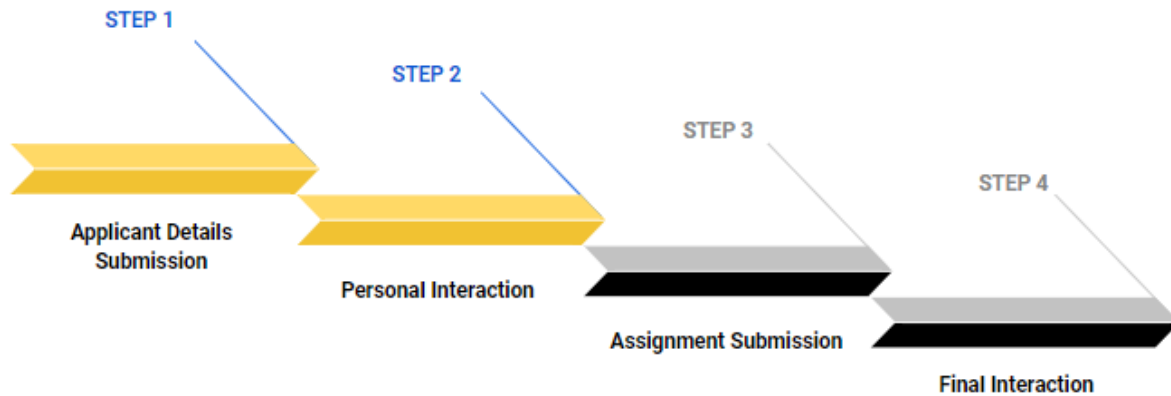 STEP 1
STEP 2
STEP 3
STEP 4
Applicant Details
Submission
Personal Interaction
Assignment Submission
Final Interaction